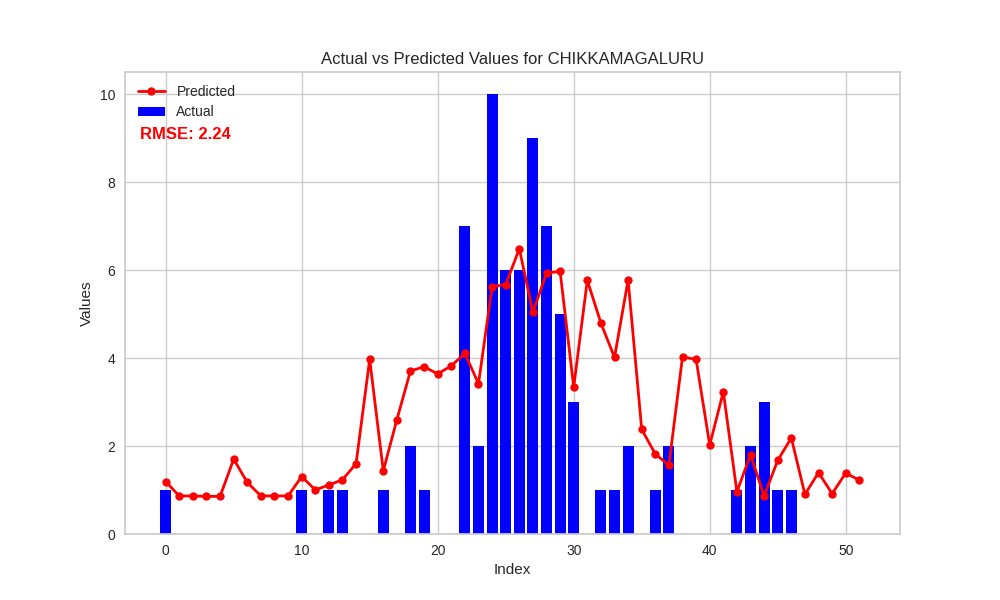 Actual vs Predicted Values for CHIKKAMAGALURU
Predicted
Actual
RMSE: 2.24
10
8
6
4
2
0
Values
0 10 20 30 40 50
Index